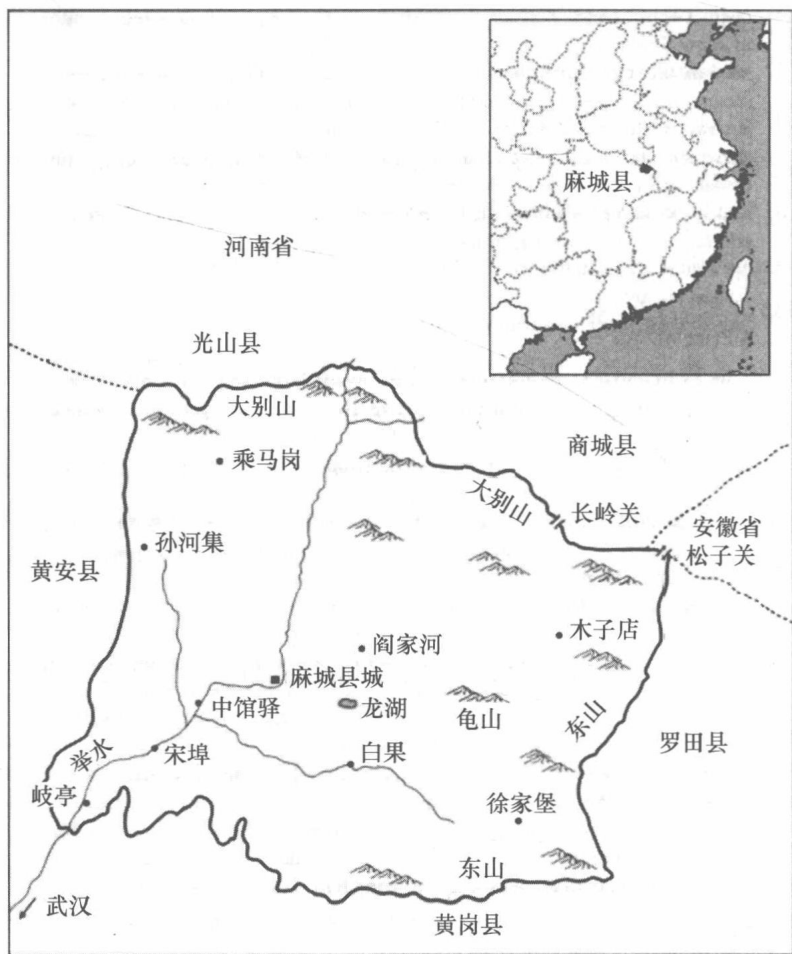 麻城县
河南省
光山县
大别山
商城县
乘马岗
大别山
长岭关
安徽省
松子关
孙河集
黄安县
木子店
阎家河
麻城县城
中馆驿
龙湖
龟山
东山
罗田县
举水
宋埠
白果
岐亭
徐家堡
东山
武汉
黄岗县